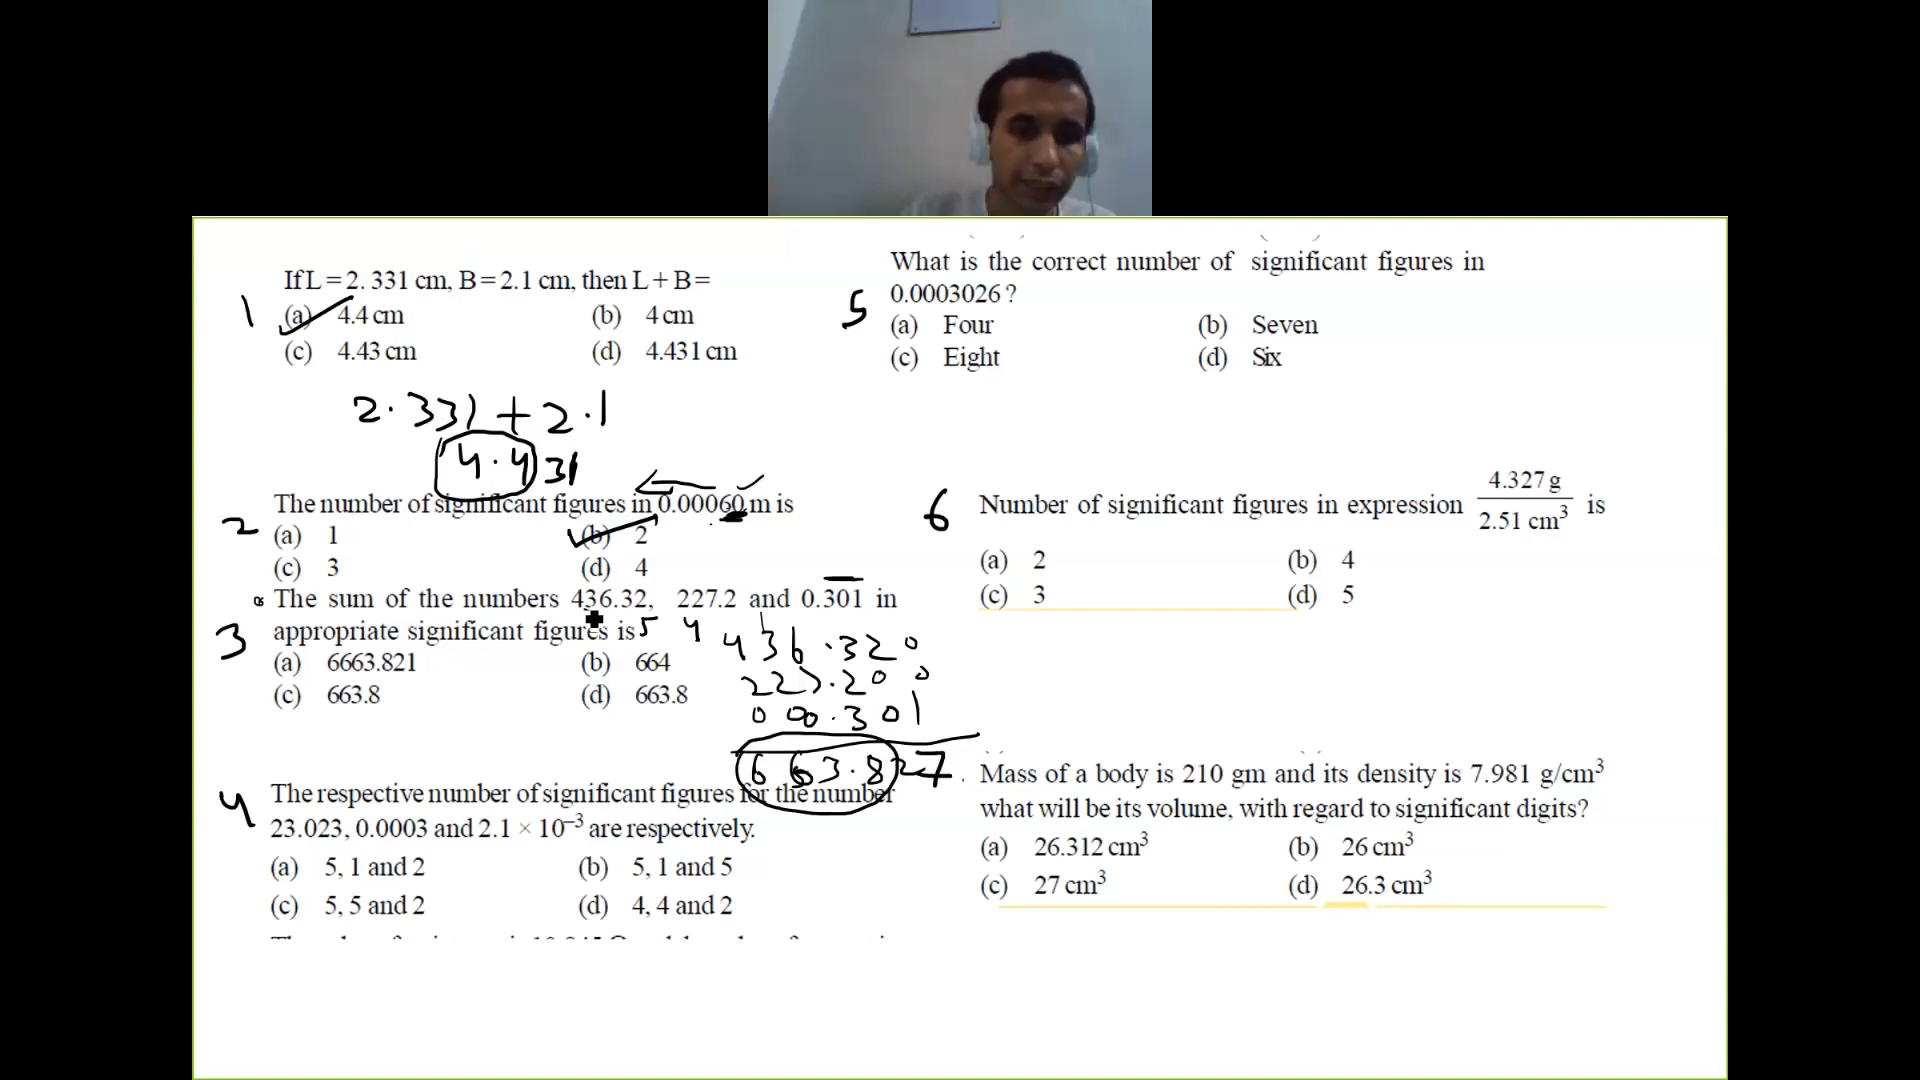 1
If L = 2. 331 cm, B = 2.1 cm, then L + B =
(a) 4.4 cm (b) 4 cm
(c) 4.43 cm (d) 4.431 cm
2.331 + 2.1
4.431
2
The number of significant figures in 0.00060 m is
(a) 1 (b) 2
(c) 3 (d) 4
3
The sum of the numbers 436.32, 227.2 and 0.301 in
appropriate significant figures is
5 4
(a) 6663.821 (b) 664
(c) 663.8 (d) 663.8
436.320
227.200
000.301
663.827
4
The respective number of significant figures for the number
23.023, 0.0003 and 2.1 × 10⁻³ are respectively.
(a) 5, 1 and 2 (b) 5, 1 and 5
(c) 5, 5 and 2 (d) 4, 4 and 2
5
What is the correct number of significant figures in
0.0003026 ?
(a) Four (b) Seven
(c) Eight (d) Six
6
Number of significant figures in expression 4.327 g / 2.51 cm³ is
(a) 2 (b) 4
(c) 3 (d) 5
Mass of a body is 210 gm and its density is 7.981 g/cm³
what will be its volume, with regard to significant digits?
(a) 26.312 cm³ (b) 26 cm³
(c) 27 cm³ (d) 26.3 cm³